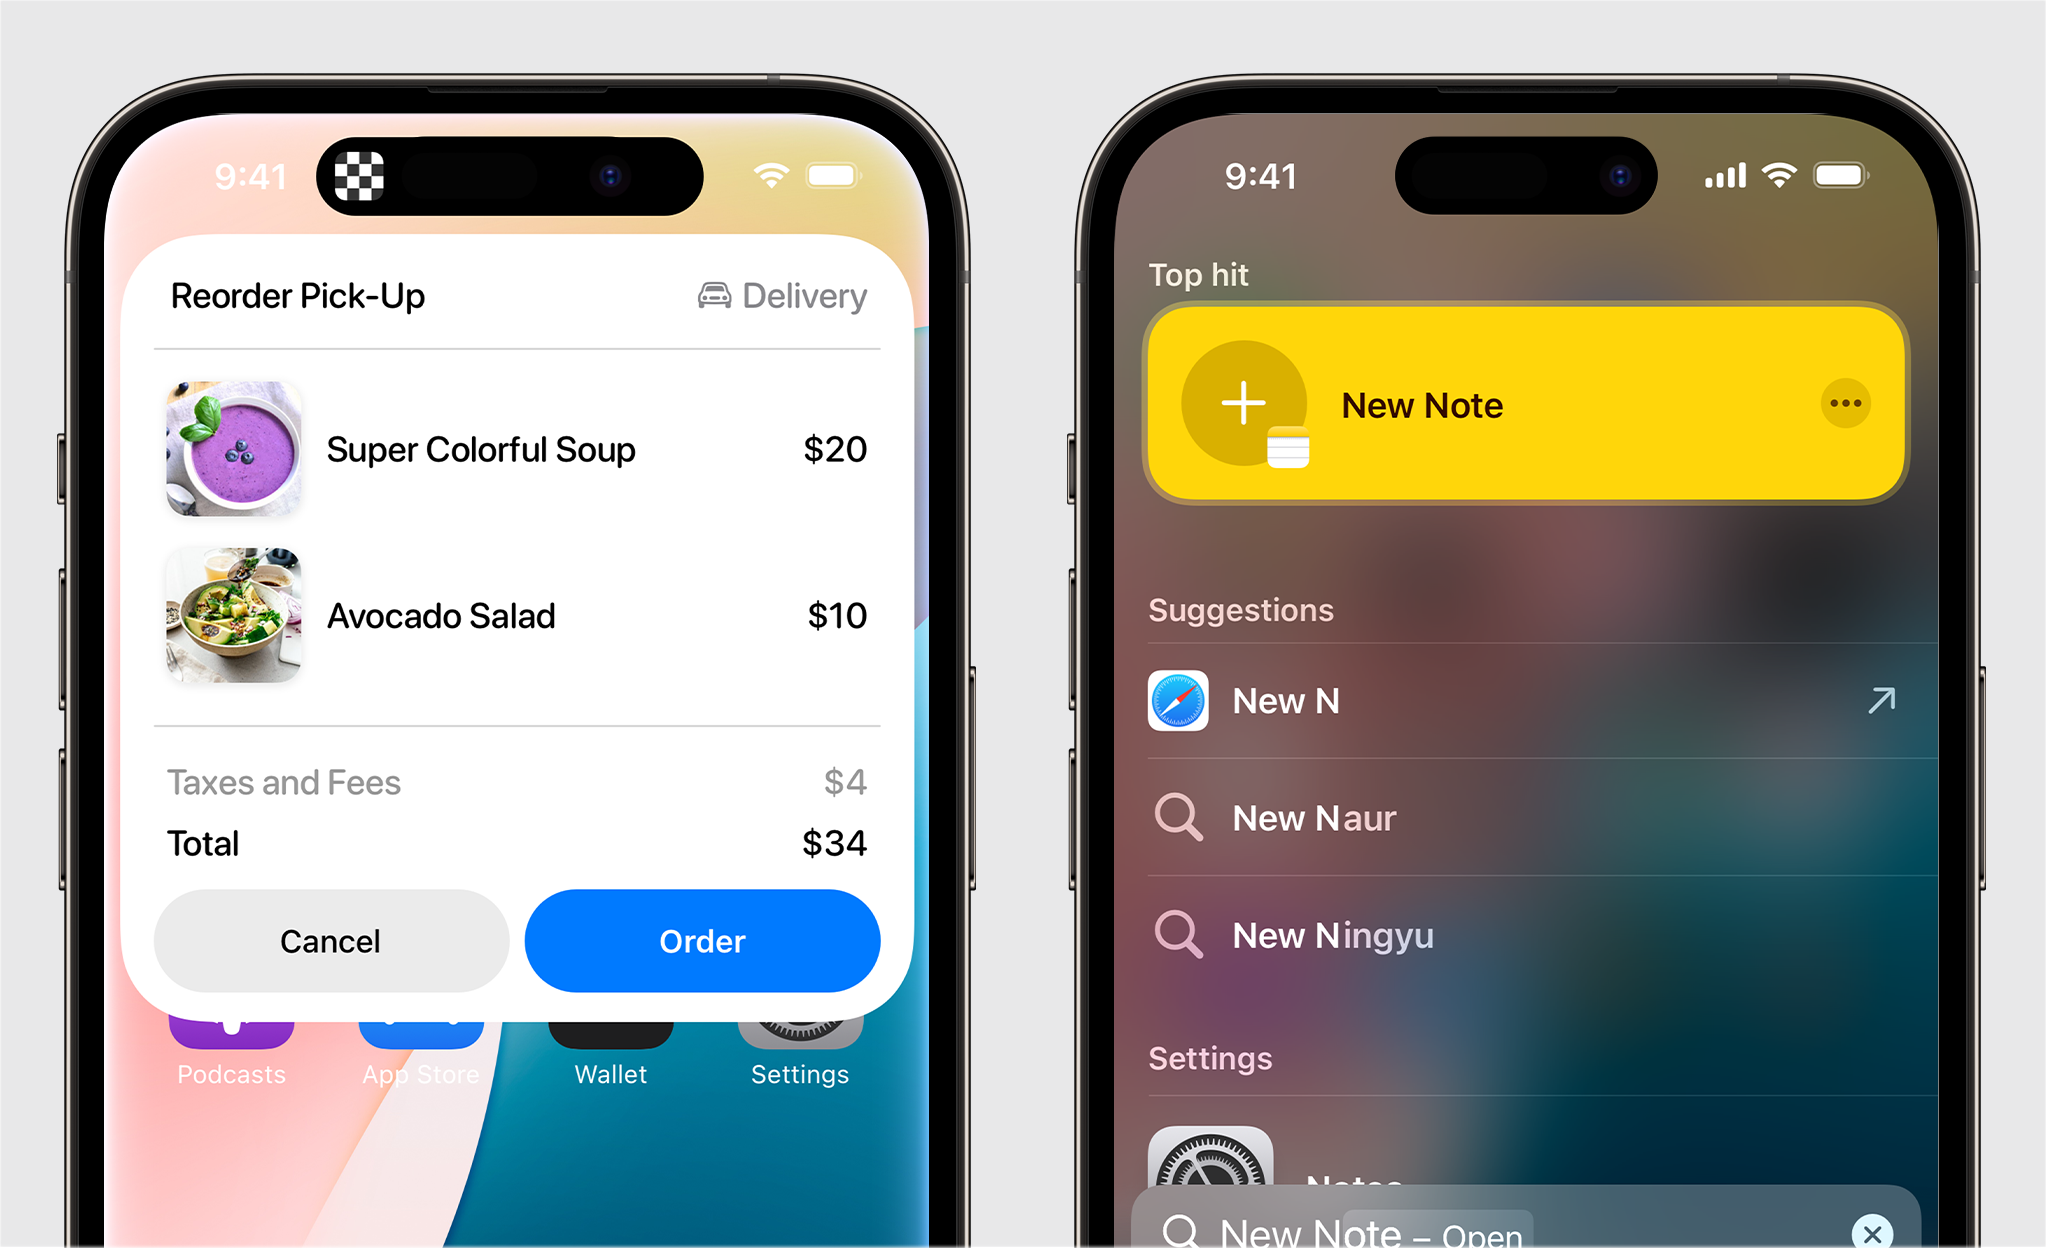 9:41
Reorder Pick-Up Delivery
Super Colorful Soup $20
Avocado Salad $10
Taxes and Fees $4
Total $34
Cancel Order
Podcasts App Store Wallet Settings
9:41
Top hit
New Note
Suggestions
New N
New Naur
New Ningyu
Settings
Notes
New Note – Open